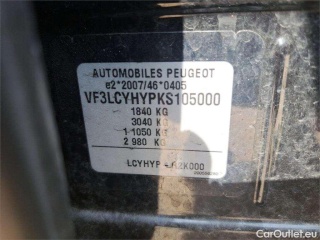 AUTOMOBILES PEUGEOT
e2*2007/46*0405
VF3LCYHYPKS105000
1840 KG
3040 KG
1 1050 KG
2 980 KG
LCYHYP
CarOutlet.eu